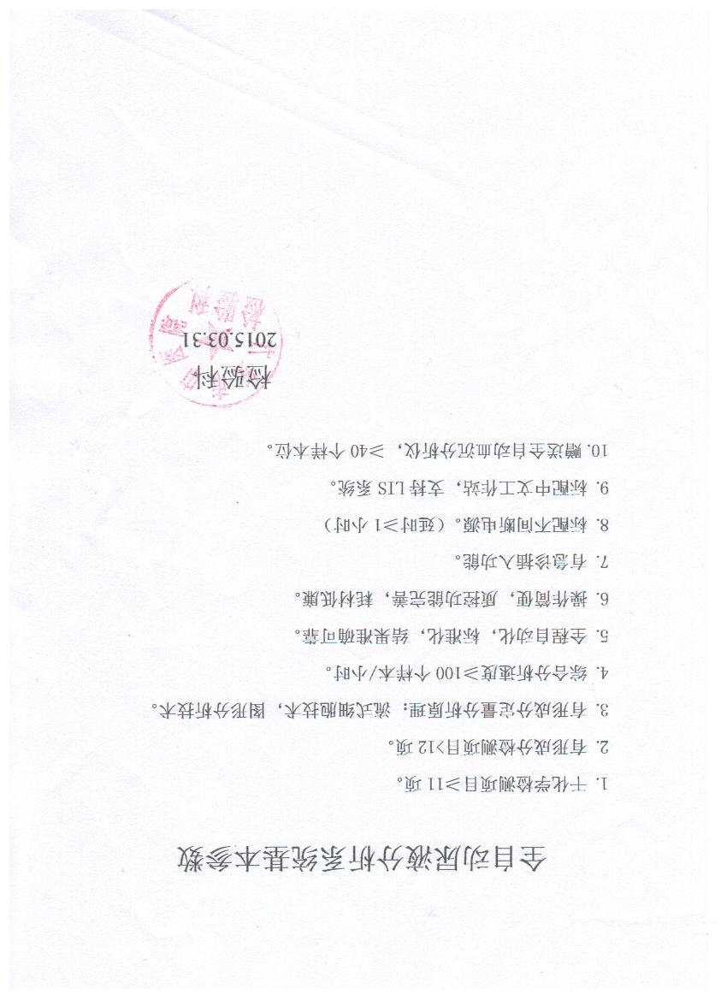 全自动尿液分析系统基本参数
1. 干化学检测项目≥11 项。
2. 有形成分检测项目>12 项。
3. 有形成分定量分析原理：流式细胞技术，图形分析技术。
4. 综合分析速度≥100 个样本/小时。
5. 全程自动化，标准化，结果准确可靠。
6. 操作简便，质控功能完善，耗材低廉。
7. 有急诊插入功能。
8. 标配不间断电源。（延时≥1 小时）
9. 标配中文工作站，支持 LIS 系统。
10. 赠送全自动血沉分析仪，≥40 个样本位。
检验科
2015.03.31
检验科